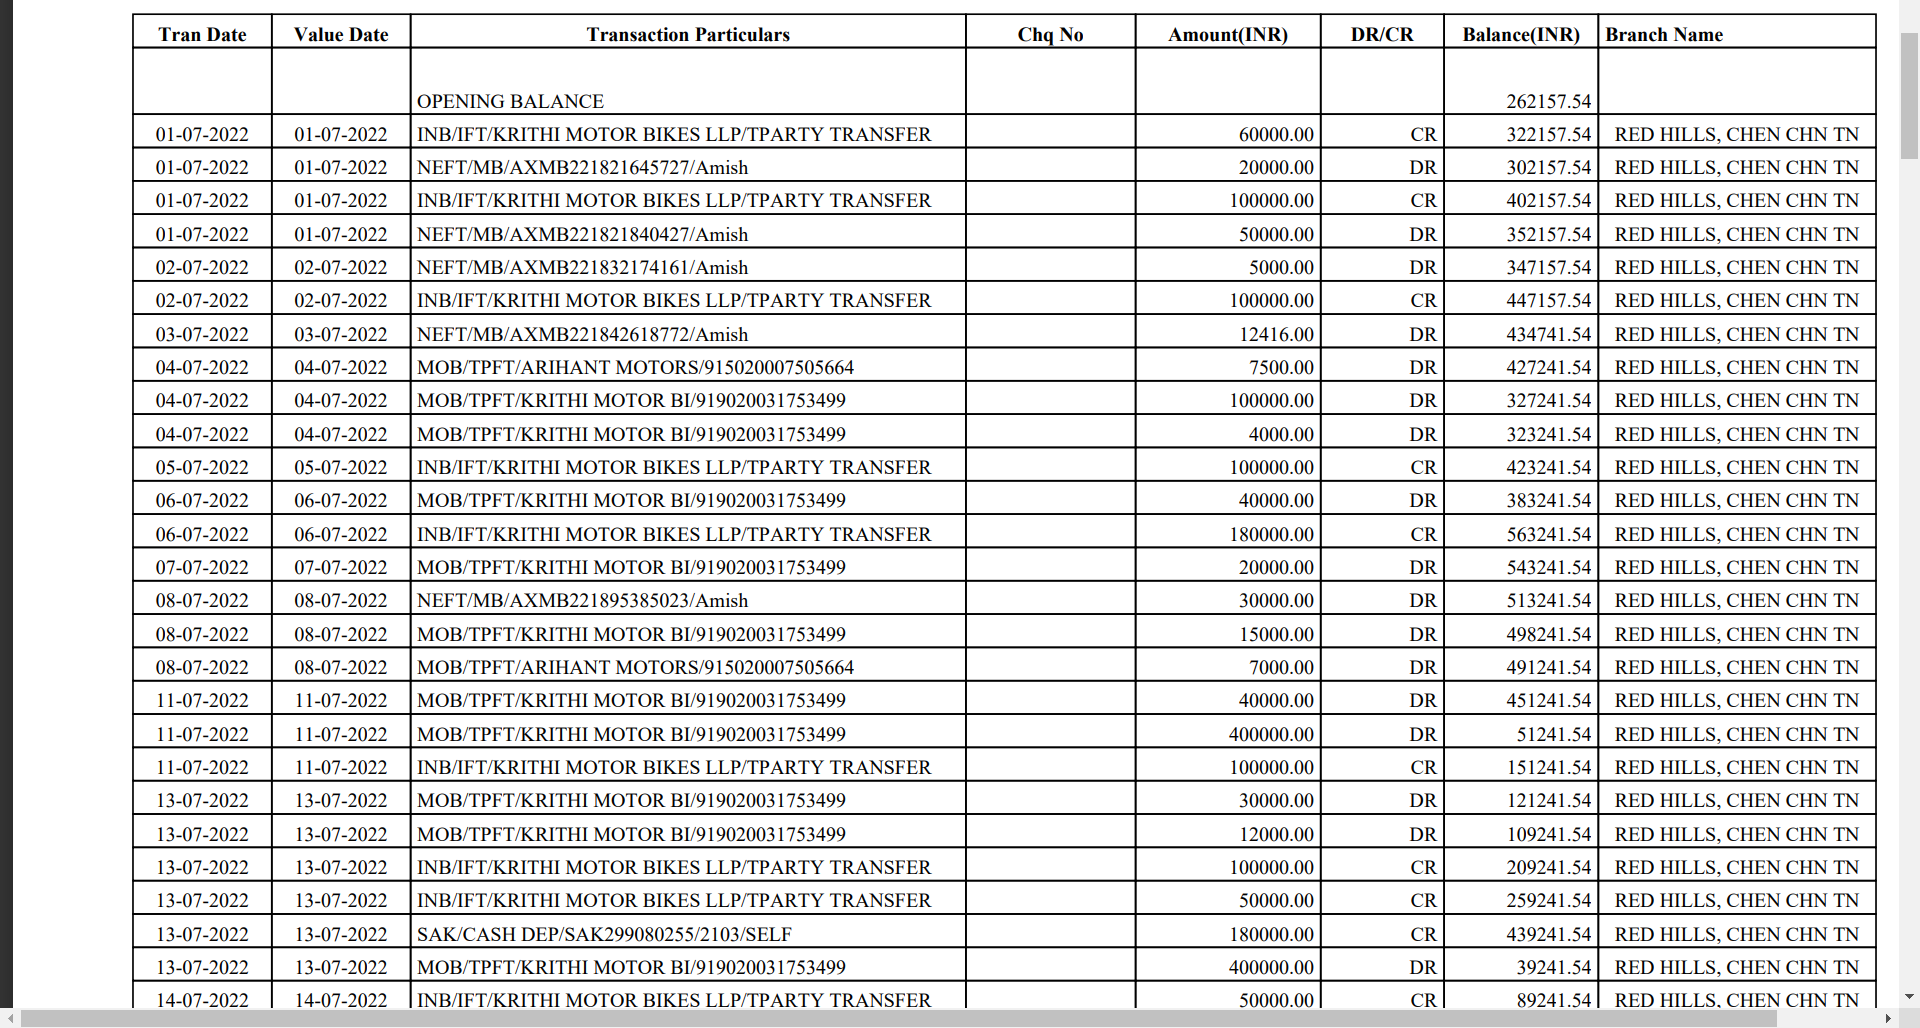 Tran Date Value Date Transaction Particulars Chq No Amount(INR) DR/CR Balance(INR) Branch Name
OPENING BALANCE 262157.54
01-07-2022 01-07-2022 INB/IFT/KRITHI MOTOR BIKES LLP/TPARTY TRANSFER 60000.00 CR 322157.54 RED HILLS, CHEN CHN TN
01-07-2022 01-07-2022 NEFT/MB/AXMB221821645727/Amish 20000.00 DR 302157.54 RED HILLS, CHEN CHN TN
01-07-2022 01-07-2022 INB/IFT/KRITHI MOTOR BIKES LLP/TPARTY TRANSFER 100000.00 CR 402157.54 RED HILLS, CHEN CHN TN
01-07-2022 01-07-2022 NEFT/MB/AXMB221821840427/Amish 50000.00 DR 352157.54 RED HILLS, CHEN CHN TN
02-07-2022 02-07-2022 NEFT/MB/AXMB221832174161/Amish 5000.00 DR 347157.54 RED HILLS, CHEN CHN TN
02-07-2022 02-07-2022 INB/IFT/KRITHI MOTOR BIKES LLP/TPARTY TRANSFER 100000.00 CR 447157.54 RED HILLS, CHEN CHN TN
03-07-2022 03-07-2022 NEFT/MB/AXMB221842618772/Amish 12416.00 DR 434741.54 RED HILLS, CHEN CHN TN
04-07-2022 04-07-2022 MOB/TPFT/ARIHANT MOTORS/915020007505664 7500.00 DR 427241.54 RED HILLS, CHEN CHN TN
04-07-2022 04-07-2022 MOB/TPFT/KRITHI MOTOR BI/919020031753499 100000.00 DR 327241.54 RED HILLS, CHEN CHN TN
04-07-2022 04-07-2022 MOB/TPFT/KRITHI MOTOR BI/919020031753499 4000.00 DR 323241.54 RED HILLS, CHEN CHN TN
05-07-2022 05-07-2022 INB/IFT/KRITHI MOTOR BIKES LLP/TPARTY TRANSFER 100000.00 CR 423241.54 RED HILLS, CHEN CHN TN
06-07-2022 06-07-2022 MOB/TPFT/KRITHI MOTOR BI/919020031753499 40000.00 DR 383241.54 RED HILLS, CHEN CHN TN
06-07-2022 06-07-2022 INB/IFT/KRITHI MOTOR BIKES LLP/TPARTY TRANSFER 180000.00 CR 563241.54 RED HILLS, CHEN CHN TN
07-07-2022 07-07-2022 MOB/TPFT/KRITHI MOTOR BI/919020031753499 20000.00 DR 543241.54 RED HILLS, CHEN CHN TN
08-07-2022 08-07-2022 NEFT/MB/AXMB221895385023/Amish 30000.00 DR 513241.54 RED HILLS, CHEN CHN TN
08-07-2022 08-07-2022 MOB/TPFT/KRITHI MOTOR BI/919020031753499 15000.00 DR 498241.54 RED HILLS, CHEN CHN TN
08-07-2022 08-07-2022 MOB/TPFT/ARIHANT MOTORS/915020007505664 7000.00 DR 491241.54 RED HILLS, CHEN CHN TN
11-07-2022 11-07-2022 MOB/TPFT/KRITHI MOTOR BI/919020031753499 40000.00 DR 451241.54 RED HILLS, CHEN CHN TN
11-07-2022 11-07-2022 MOB/TPFT/KRITHI MOTOR BI/919020031753499 400000.00 DR 51241.54 RED HILLS, CHEN CHN TN
11-07-2022 11-07-2022 INB/IFT/KRITHI MOTOR BIKES LLP/TPARTY TRANSFER 100000.00 CR 151241.54 RED HILLS, CHEN CHN TN
13-07-2022 13-07-2022 MOB/TPFT/KRITHI MOTOR BI/919020031753499 30000.00 DR 121241.54 RED HILLS, CHEN CHN TN
13-07-2022 13-07-2022 MOB/TPFT/KRITHI MOTOR BI/919020031753499 12000.00 DR 109241.54 RED HILLS, CHEN CHN TN
13-07-2022 13-07-2022 INB/IFT/KRITHI MOTOR BIKES LLP/TPARTY TRANSFER 100000.00 CR 209241.54 RED HILLS, CHEN CHN TN
13-07-2022 13-07-2022 INB/IFT/KRITHI MOTOR BIKES LLP/TPARTY TRANSFER 50000.00 CR 259241.54 RED HILLS, CHEN CHN TN
13-07-2022 13-07-2022 SAK/CASH DEP/SAK299080255/2103/SELF 180000.00 CR 439241.54 RED HILLS, CHEN CHN TN
13-07-2022 13-07-2022 MOB/TPFT/KRITHI MOTOR BI/919020031753499 400000.00 DR 39241.54 RED HILLS, CHEN CHN TN
14-07-2022 14-07-2022 INB/IFT/KRITHI MOTOR BIKES LLP/TPARTY TRANSFER 50000.00 CR 89241.54 RED HILLS, CHEN CHN TN